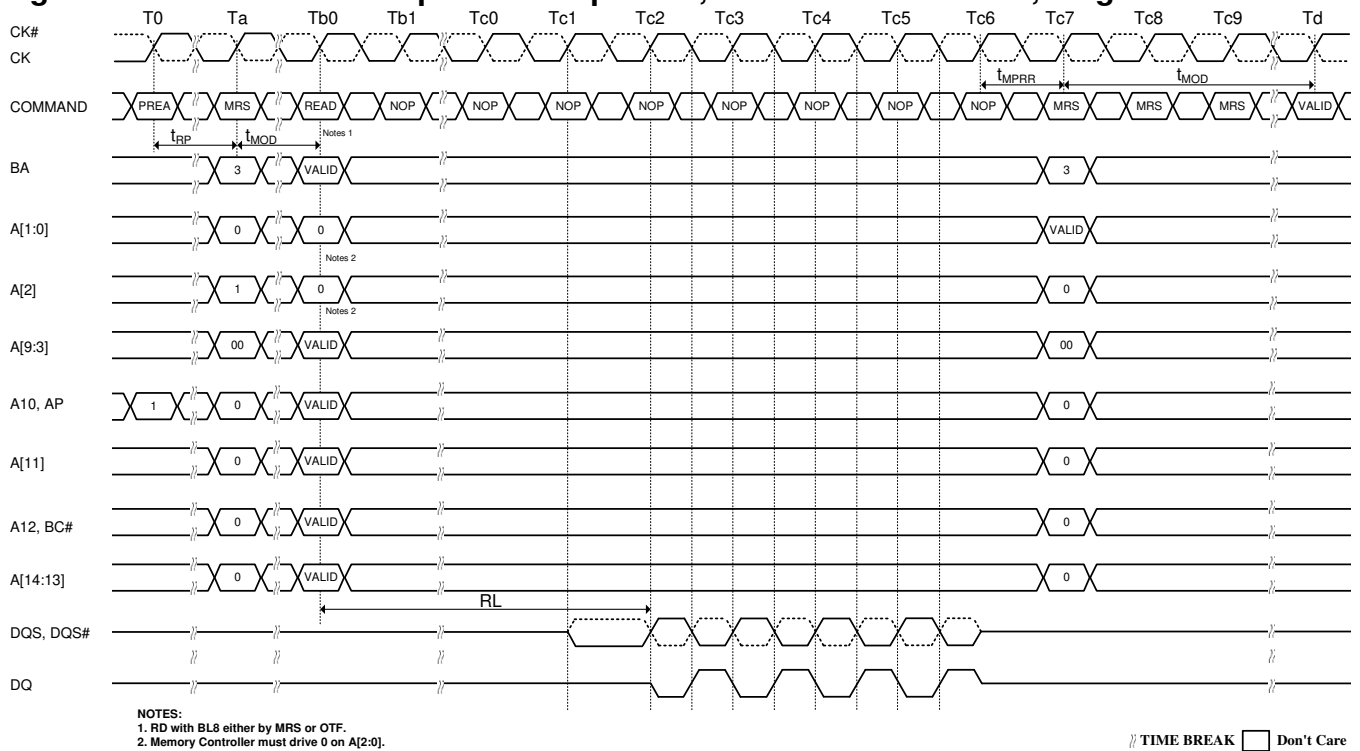 T0 Ta Tb0 Tb1 Tc0 Tc1 Tc2 Tc3 Tc4 Tc5 Tc6 Tc7 Tc8 Tc9 Td
CK#
CK
tMPRR tMOD
COMMAND PREA MRS READ NOP NOP NOP NOP NOP NOP NOP NOP MRS MRS MRS VALID
tRP tMOD Notes 1
BA 3 VALID 3
A[1:0] 0 0 VALID
Notes 2
A[2] 1 0 0
Notes 2
A[9:3] 00 VALID 00
A10, AP 1 0 VALID 0
A[11] 0 VALID 0
A12, BC# 0 VALID 0
A[14:13] 0 VALID 0
RL
DQS, DQS#
DQ
NOTES:
1. RD with BL8 either by MRS or OTF.
2. Memory Controller must drive 0 on A[2:0].
TIME BREAK Don't Care